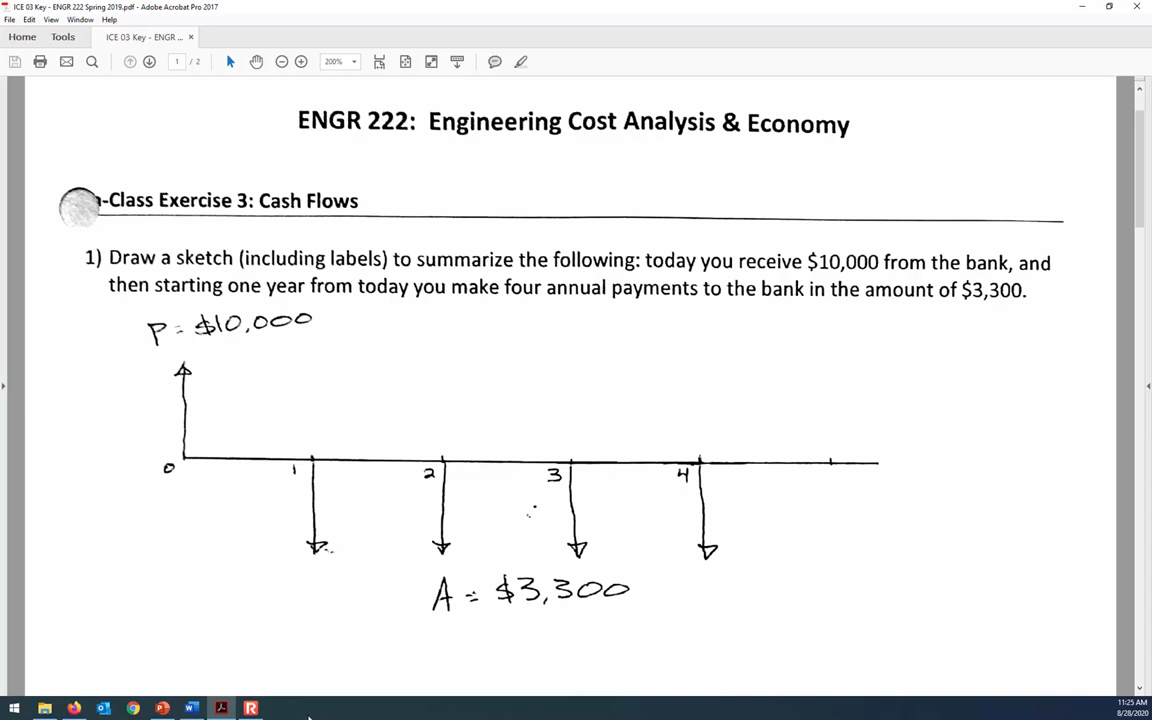 ICE 03 Key - ENGR 222 Spring 2019.pdf - Adobe Acrobat Pro 2017
File Edit View Window Help
Home Tools ICE 03 Key - ENGR ... ×
1 / 2 200%
ENGR 222: Engineering Cost Analysis & Economy
-Class Exercise 3: Cash Flows
1) Draw a sketch (including labels) to summarize the following: today you receive $10,000 from the bank, and
then starting one year from today you make four annual payments to the bank in the amount of $3,300.
P = $10,000
0 1 2 3 4
A = $3,300
11:25 AM
8/28/2020